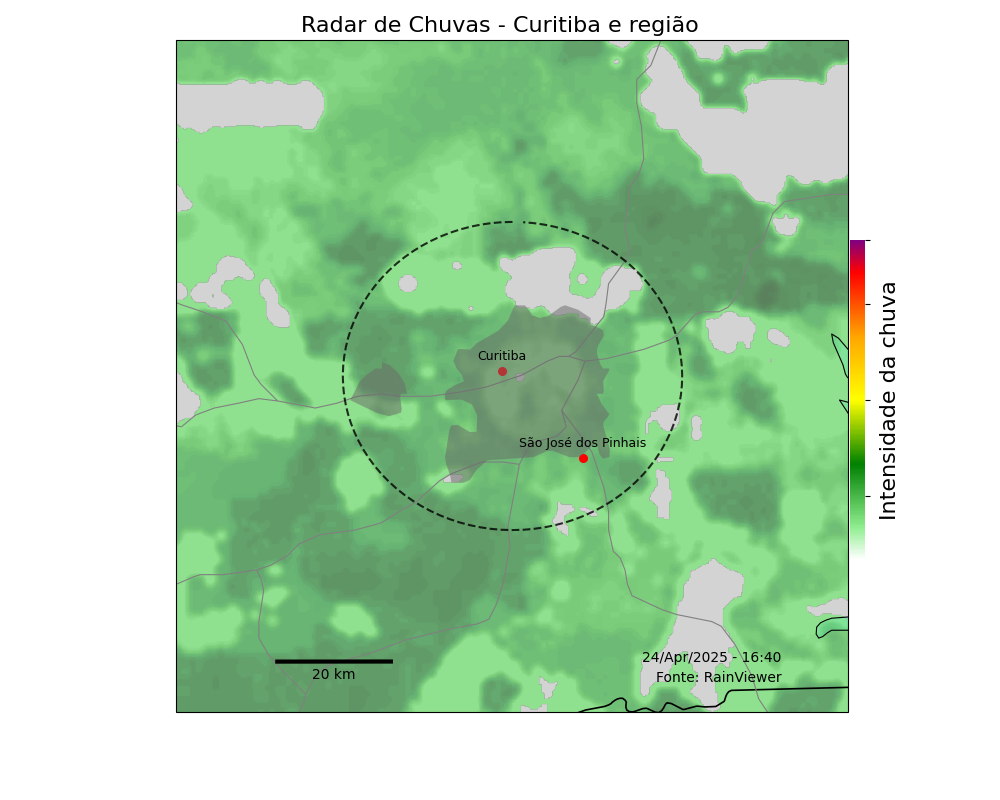 Radar de Chuvas - Curitiba e região
Curitiba
São José dos Pinhais
Intensidade da chuva
24/Apr/2025 - 16:40
Fonte: RainViewer
20 km